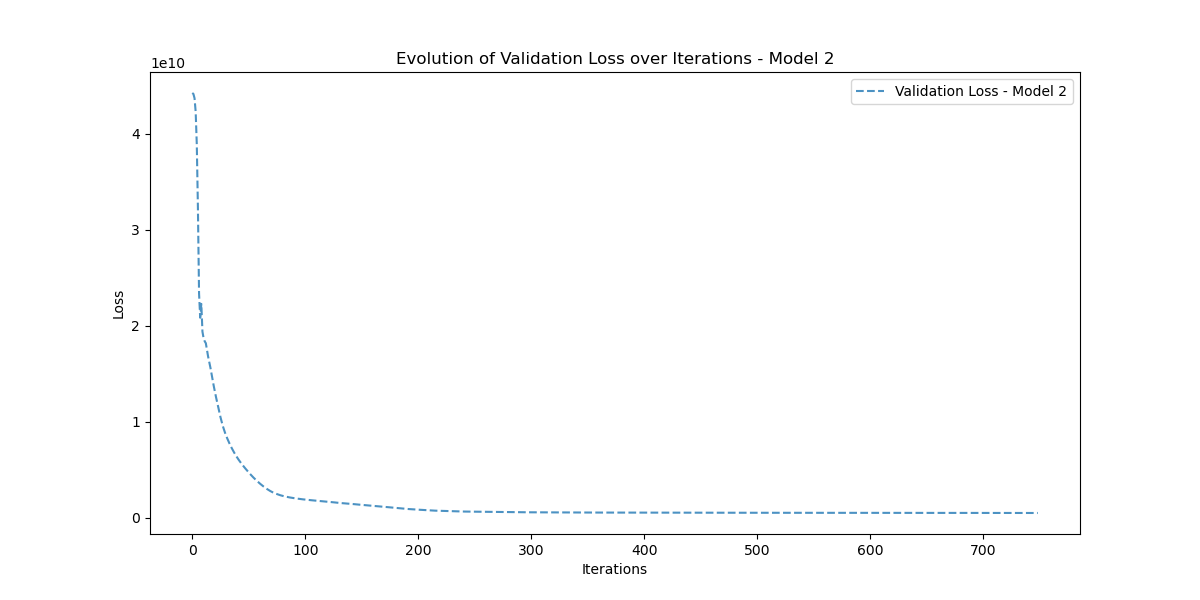 Evolution of Validation Loss over Iterations - Model 2
1e10
Validation Loss - Model 2
4
3
2
1
0
Loss
0 100 200 300 400 500 600 700
Iterations